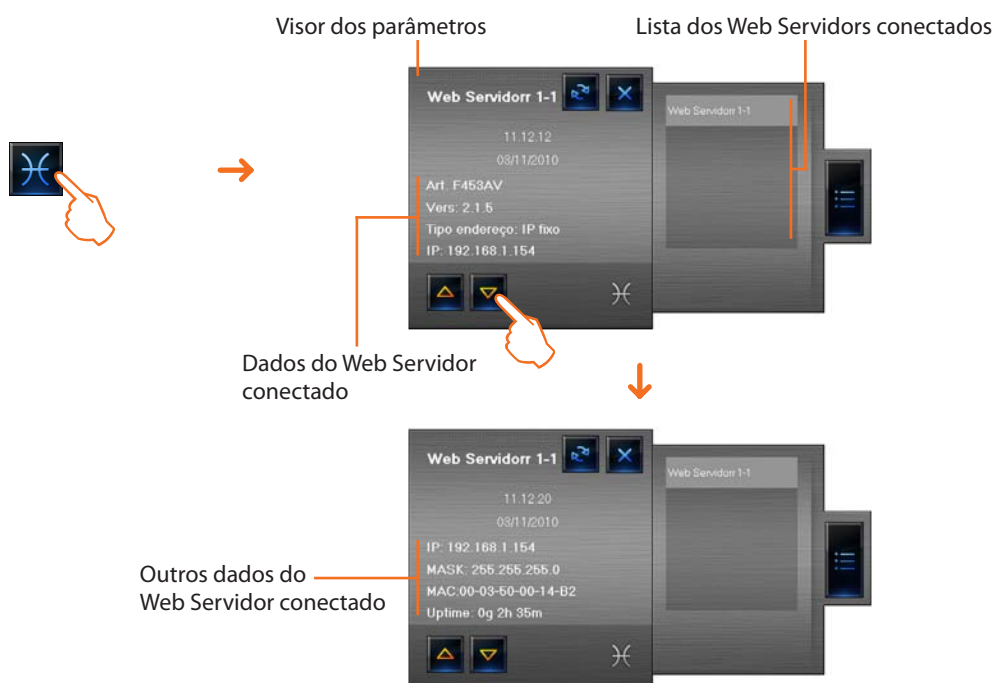 Visor dos parâmetros
Lista dos Web Servidors conectados
Web Servidorr 1-1
Web Servidorr 1-1
11.12.12
03/11/2010
Art. F453AV
Vers: 2.1.5
Tipo endereço: IP fixo
IP: 192.168.1.154
Dados do Web Servidor
conectado
Web Servidorr 1-1
Web Servidorr 1-1
11.12.20
03/11/2010
IP: 192.168.1.154
MASK: 255.255.255.0
MAC:00-03-50-00-14-B2
Uptime: 0g 2h 35m
Outros dados do
Web Servidor conectado